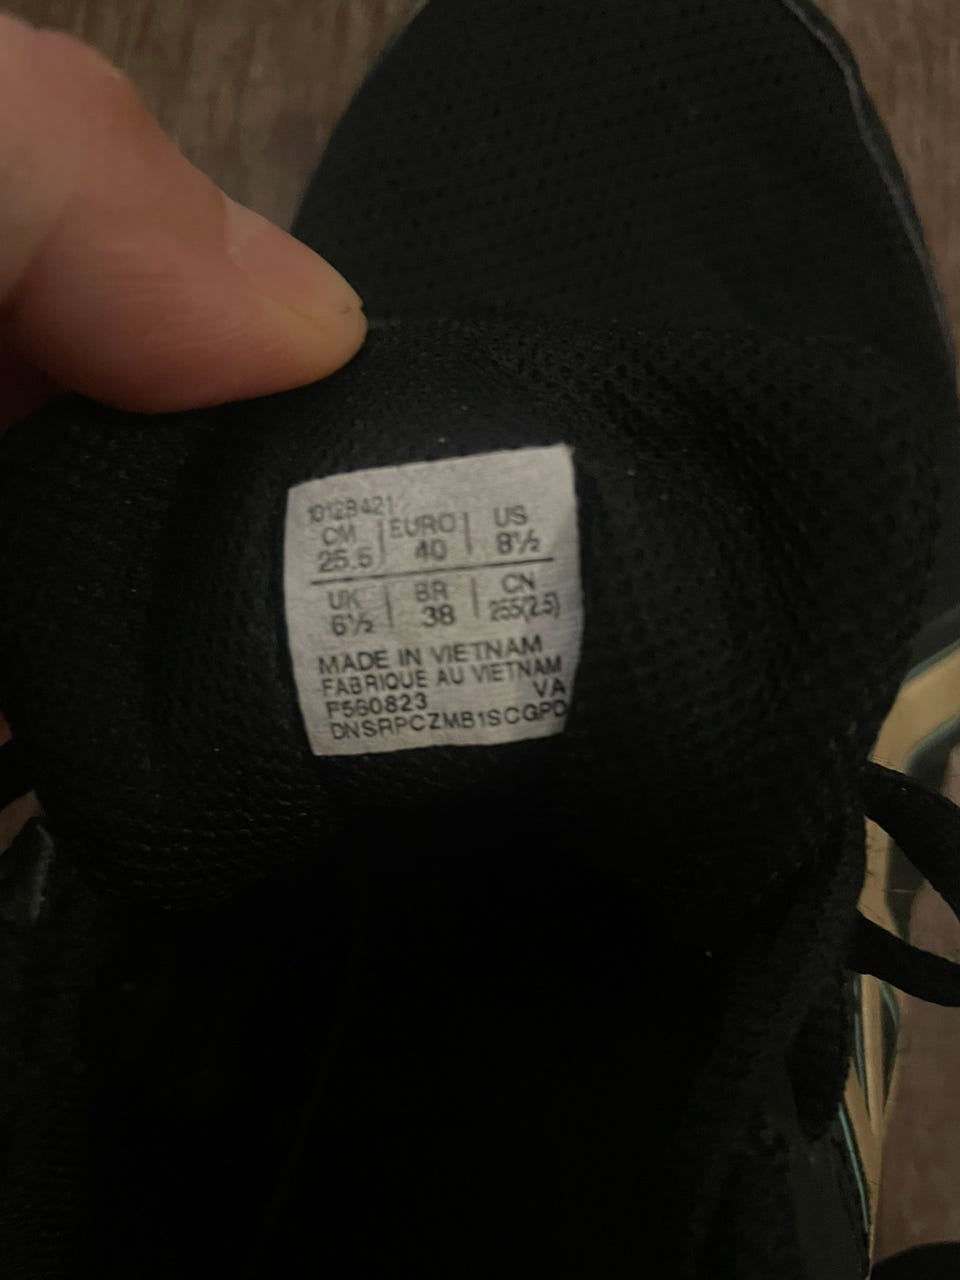 1012B421
CM | EURO | US
25.5 | 40 | 8½
UK | BR | CN
6½ | 38 | 255(2.5)
MADE IN VIETNAM
FABRIQUE AU VIETNAM
F560823 VA
DNSRPCZMB1SCGPD